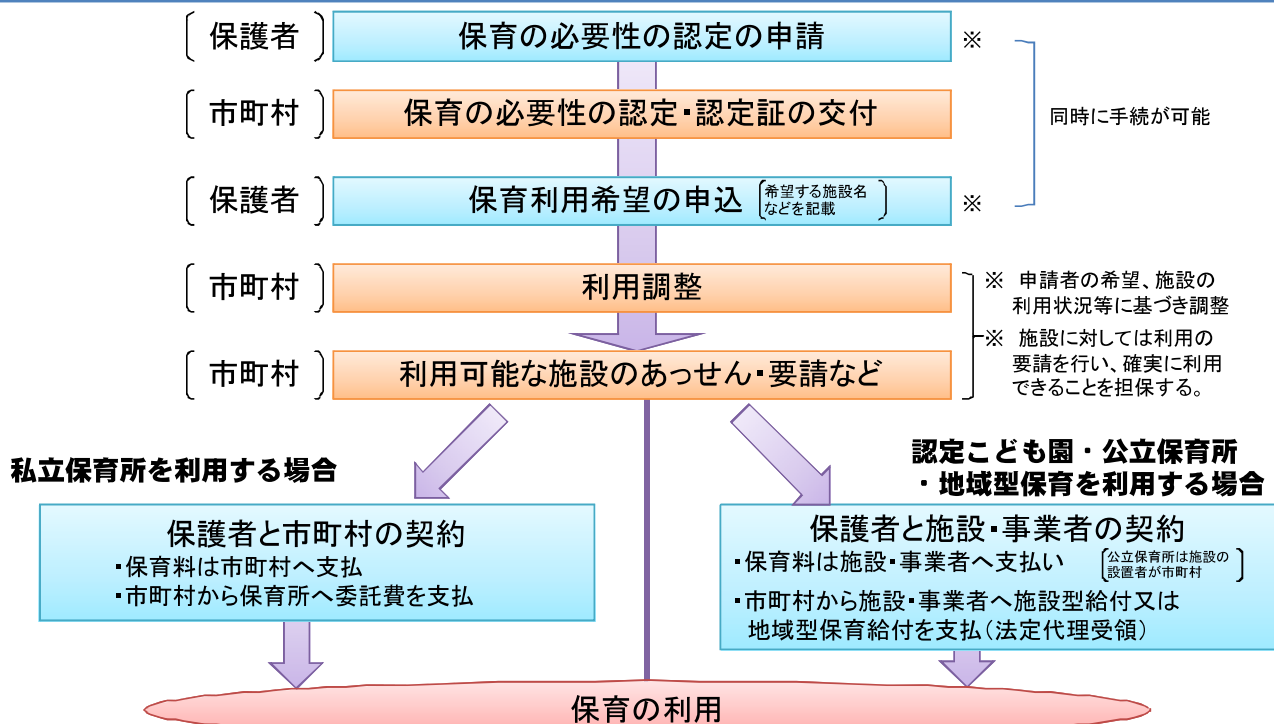 〔保護者〕 保育の必要性の認定の申請 ※
〔市町村〕 保育の必要性の認定・認定証の交付
同時に手続が可能
〔保護者〕 保育利用希望の申込 〔希望する施設名
などを記載〕 ※
〔市町村〕 利用調整
※ 申請者の希望、施設の
利用状況等に基づき調整
※ 施設に対しては利用の
要請を行い、確実に利用
できることを担保する。
〔市町村〕 利用可能な施設のあっせん・要請など
私立保育所を利用する場合
保護者と市町村の契約
・保育料は市町村へ支払
・市町村から保育所へ委託費を支払
認定こども園・公立保育所
・地域型保育を利用する場合
保護者と施設・事業者の契約
・保育料は施設・事業者へ支払い 〔公立保育所は施設の
設置者が市町村〕
・市町村から施設・事業者へ施設型給付又は
地域型保育給付を支払(法定代理受領)
保育の利用